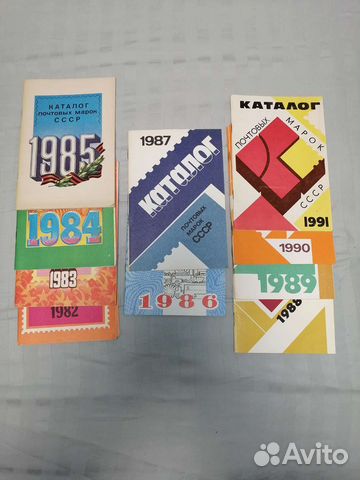 КАТАЛОГ
ПОЧТОВЫХ МАРОК
СССР
1985
1984
1983
1982
1987
КАТАЛОГ
ПОЧТОВЫХ
МАРОК
СССР
1986
КАТАЛОГ
ПОЧТОВЫХ
МАРОК
СССР
1991
1990
1989
1988
Avito